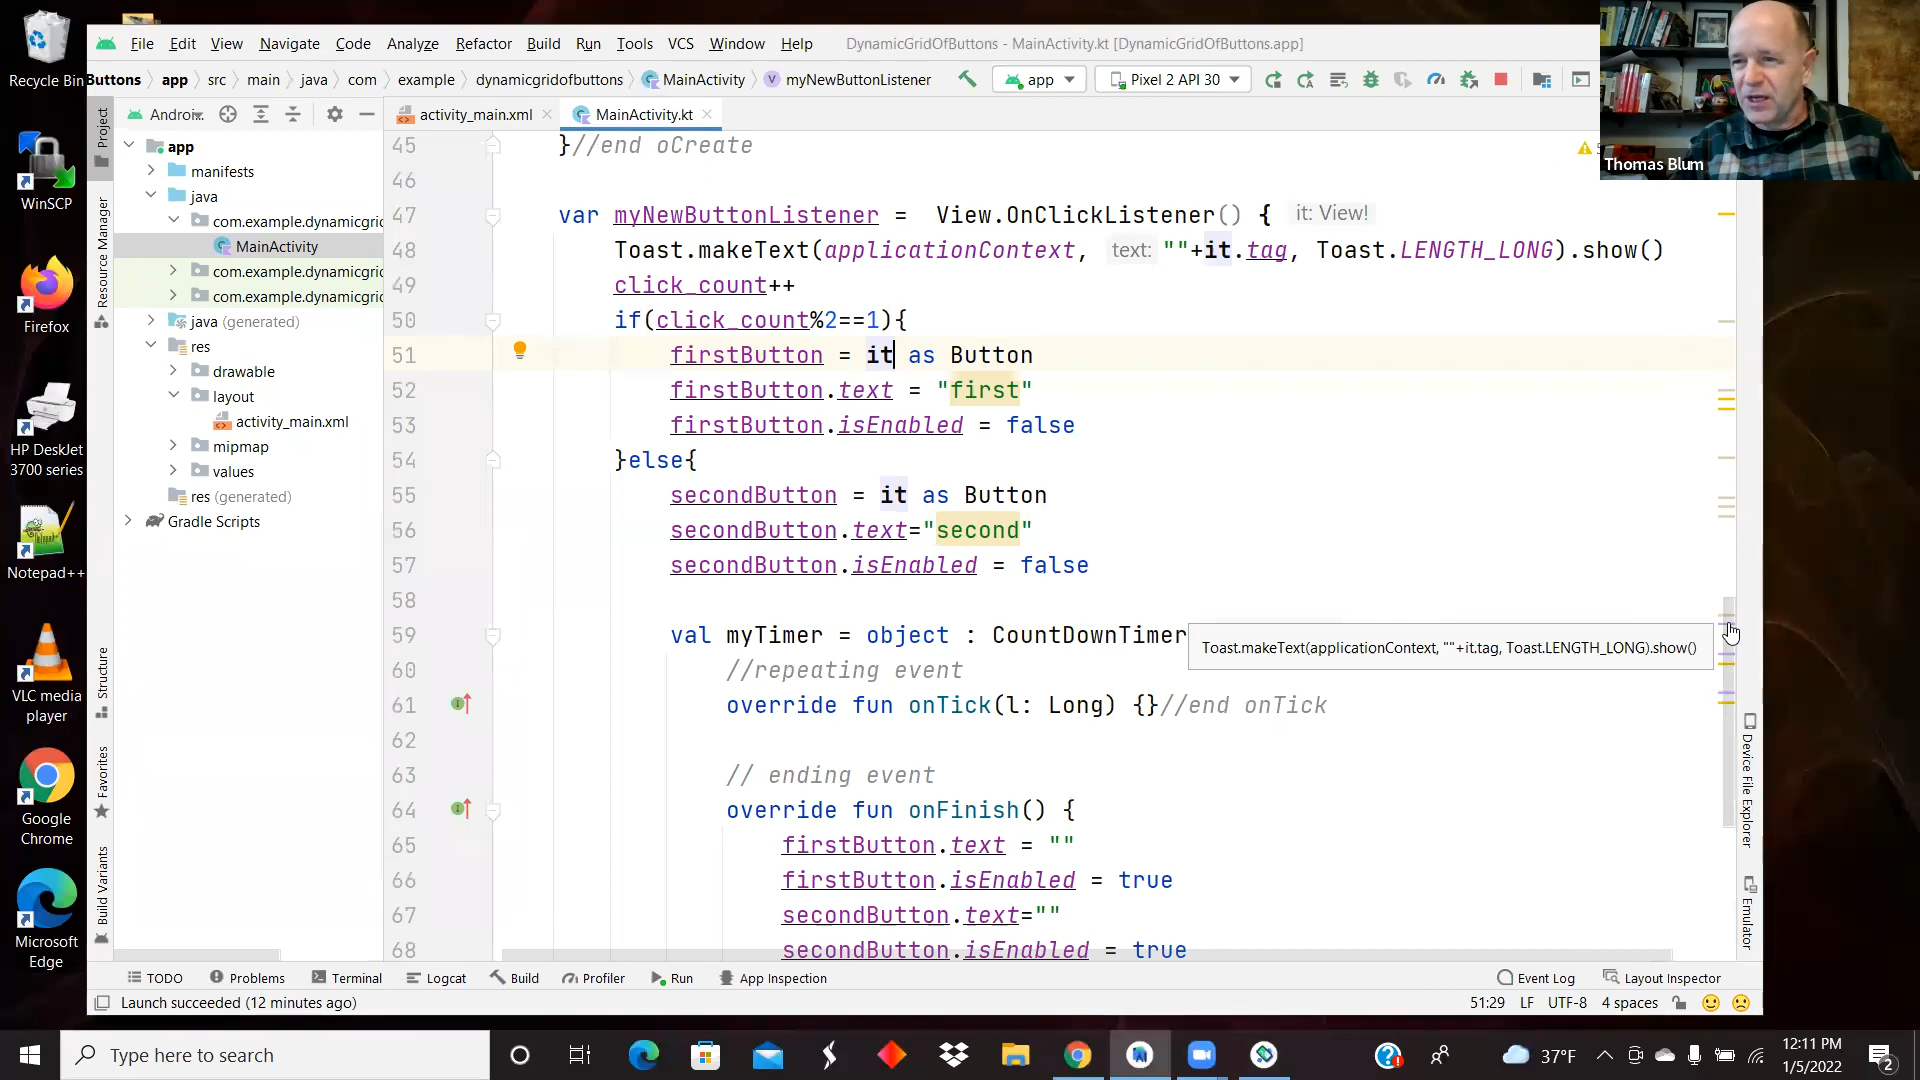 File Edit View Navigate Code Analyze Refactor Build Run Tools VCS Window Help DynamicGridOfButtons - MainActivity.kt [DynamicGridOfButtons.app]
Buttons app src main java com example dynamicgridofbuttons MainActivity myNewButtonListener app Pixel 2 API 30
Thomas Blum
Recycle Bin
WinSCP
Firefox
HP DeskJet
3700 series
Notepad++
VLC media
player
Google
Chrome
Microsoft
Edge
Project
Resource Manager
Structure
Favorites
Build Variants
Androi
app
manifests
java
com.example.dynamicgrid
MainActivity
com.example.dynamicgrid
com.example.dynamicgrid
java (generated)
res
drawable
layout
activity_main.xml
mipmap
values
res (generated)
Gradle Scripts
activity_main.xml MainActivity.kt
45 }//end oCreate
46
47 var myNewButtonListener = View.OnClickListener() { it: View!
48 Toast.makeText(applicationContext, text: ""+it.tag, Toast.LENGTH_LONG).show()
49 click_count++
50 if(click_count%2==1){
51 firstButton = it as Button
52 firstButton.text = "first"
53 firstButton.isEnabled = false
54 }else{
55 secondButton = it as Button
56 secondButton.text="second"
57 secondButton.isEnabled = false
58
59 val myTimer = object : CountDownTimer
Toast.makeText(applicationContext, ""+it.tag, Toast.LENGTH_LONG).show()
60 //repeating event
61 override fun onTick(l: Long) {}//end onTick
62
63 // ending event
64 override fun onFinish() {
65 firstButton.text = ""
66 firstButton.isEnabled = true
67 secondButton.text=""
68 secondButton.isEnabled = true
Device File Explorer
Emulator
TODO Problems Terminal Logcat Build Profiler Run App Inspection Event Log Layout Inspector
Launch succeeded (12 minutes ago) 51:29 LF UTF-8 4 spaces
Type here to search
37°F
12:11 PM
1/5/2022
2